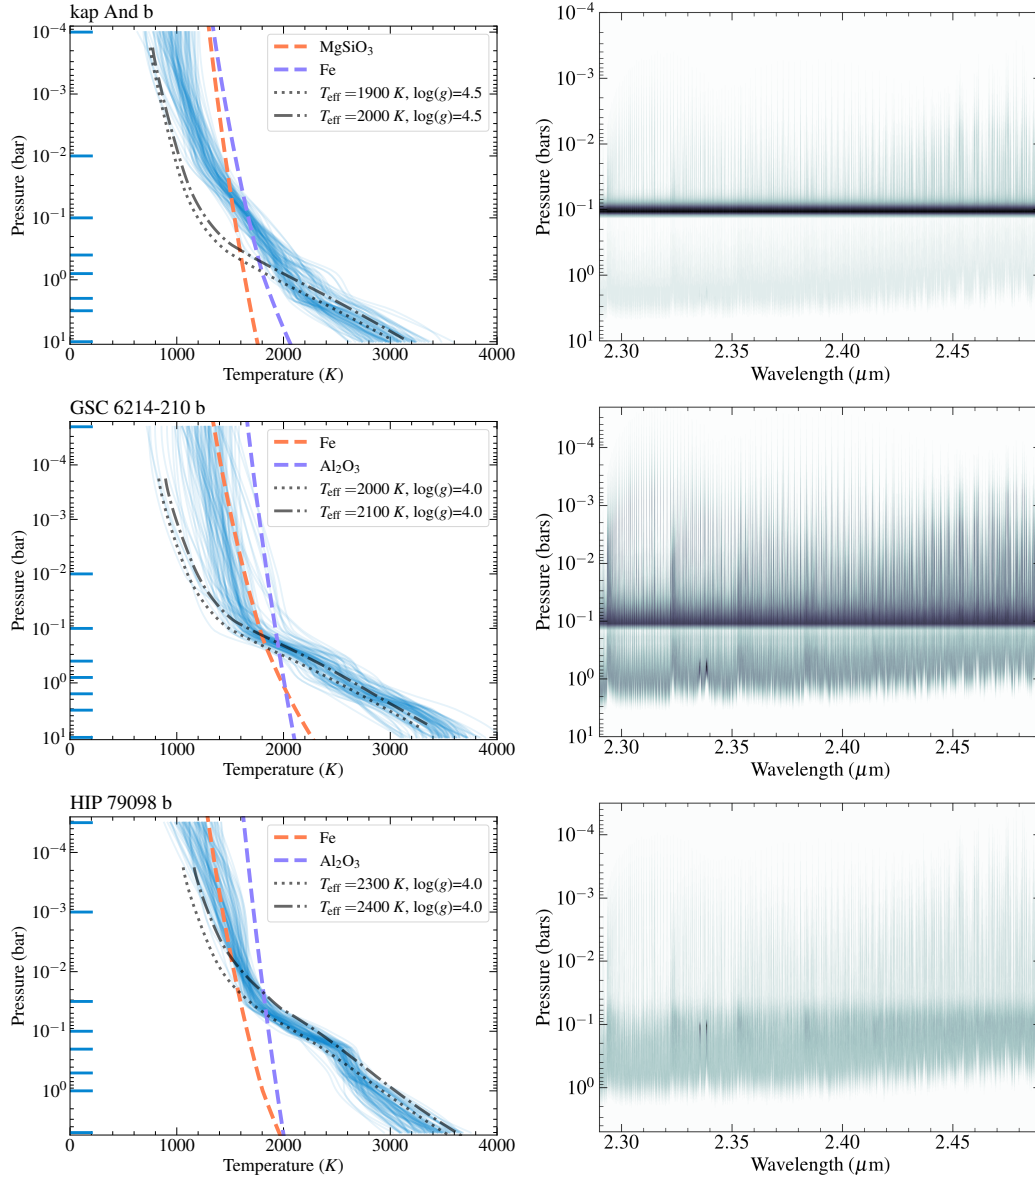 kap And b
10⁻⁴
10⁻³
10⁻²
10⁻¹
10⁰
10¹
Pressure (bar)
MgSiO₃
Fe
T_eff = 1900 K, log(g)=4.5
T_eff = 2000 K, log(g)=4.5
0 1000 2000 3000 4000
Temperature (K)
10⁻⁴
10⁻³
10⁻²
10⁻¹
10⁰
10¹
Pressure (bars)
2.30 2.35 2.40 2.45
Wavelength (μm)
GSC 6214-210 b
10⁻⁴
10⁻³
10⁻²
10⁻¹
10⁰
10¹
Pressure (bar)
Fe
Al₂O₃
T_eff = 2000 K, log(g)=4.0
T_eff = 2100 K, log(g)=4.0
0 1000 2000 3000 4000
Temperature (K)
10⁻⁴
10⁻³
10⁻²
10⁻¹
10⁰
10¹
Pressure (bars)
2.30 2.35 2.40 2.45
Wavelength (μm)
HIP 79098 b
10⁻⁴
10⁻³
10⁻²
10⁻¹
10⁰
Pressure (bar)
Fe
Al₂O₃
T_eff = 2300 K, log(g)=4.0
T_eff = 2400 K, log(g)=4.0
0 1000 2000 3000 4000
Temperature (K)
10⁻⁴
10⁻³
10⁻²
10⁻¹
10⁰
Pressure (bars)
2.30 2.35 2.40 2.45
Wavelength (μm)